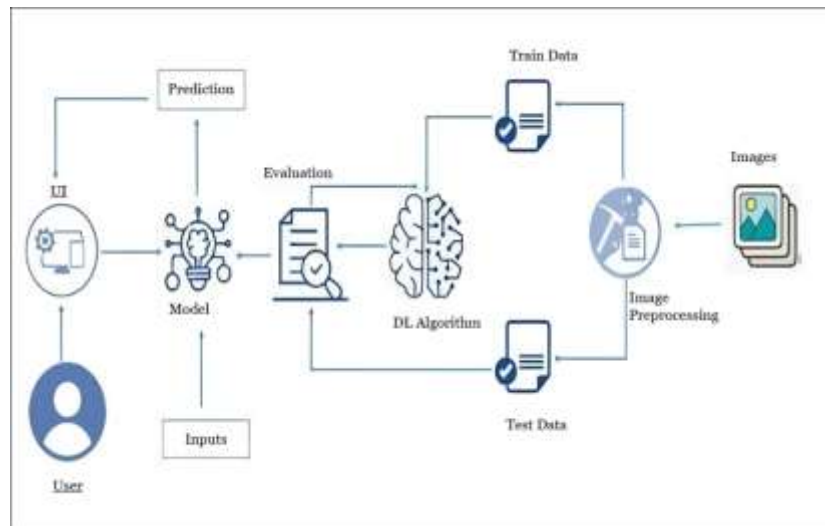 Train Data
Prediction
Images
Evaluation
UI
Model
DL Algorithm
Image
Preprocessing
Inputs
Test Data
User